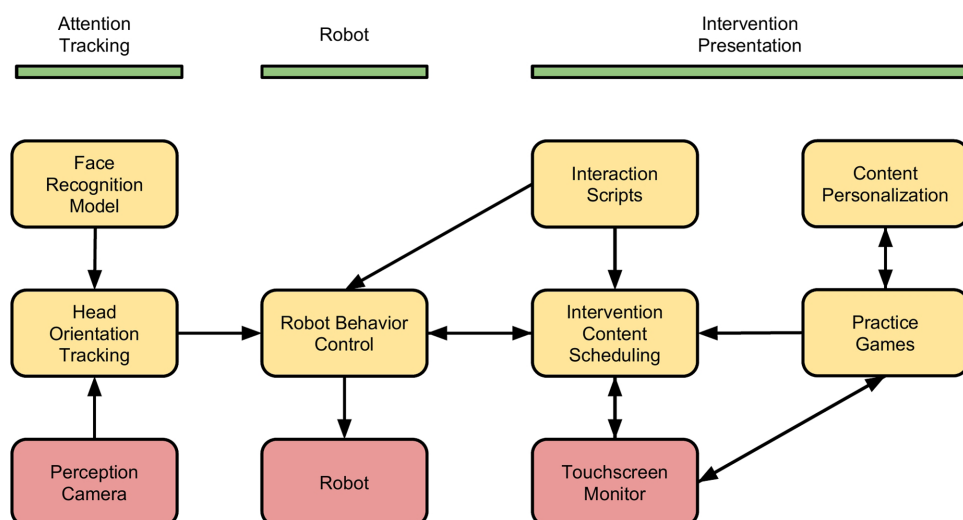 Attention
Tracking
Robot
Intervention
Presentation
Face
Recognition
Model
Interaction
Scripts
Content
Personalization
Head
Orientation
Tracking
Robot Behavior
Control
Intervention
Content
Scheduling
Practice
Games
Perception
Camera
Robot
Touchscreen
Monitor